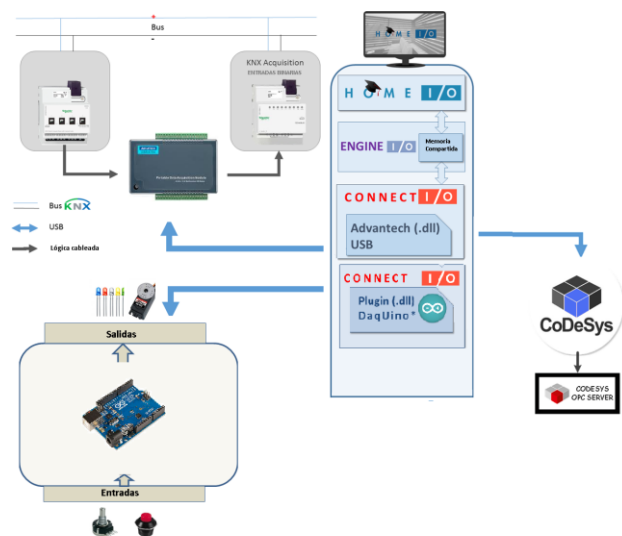 Bus
KNX Acquisition
ENTRADAS BINARIAS
HOME I/O
HOME I/O
ENGINE I/O
Memoria
Compartida
CONNECT I/O
Advantech (.dll)
USB
CONNECT I/O
Plugin (.dll)
DaqUino*
Bus KNX
USB
Lógica cableada
Salidas
Entradas
CoDeSys
CODESYS
OPC SERVER